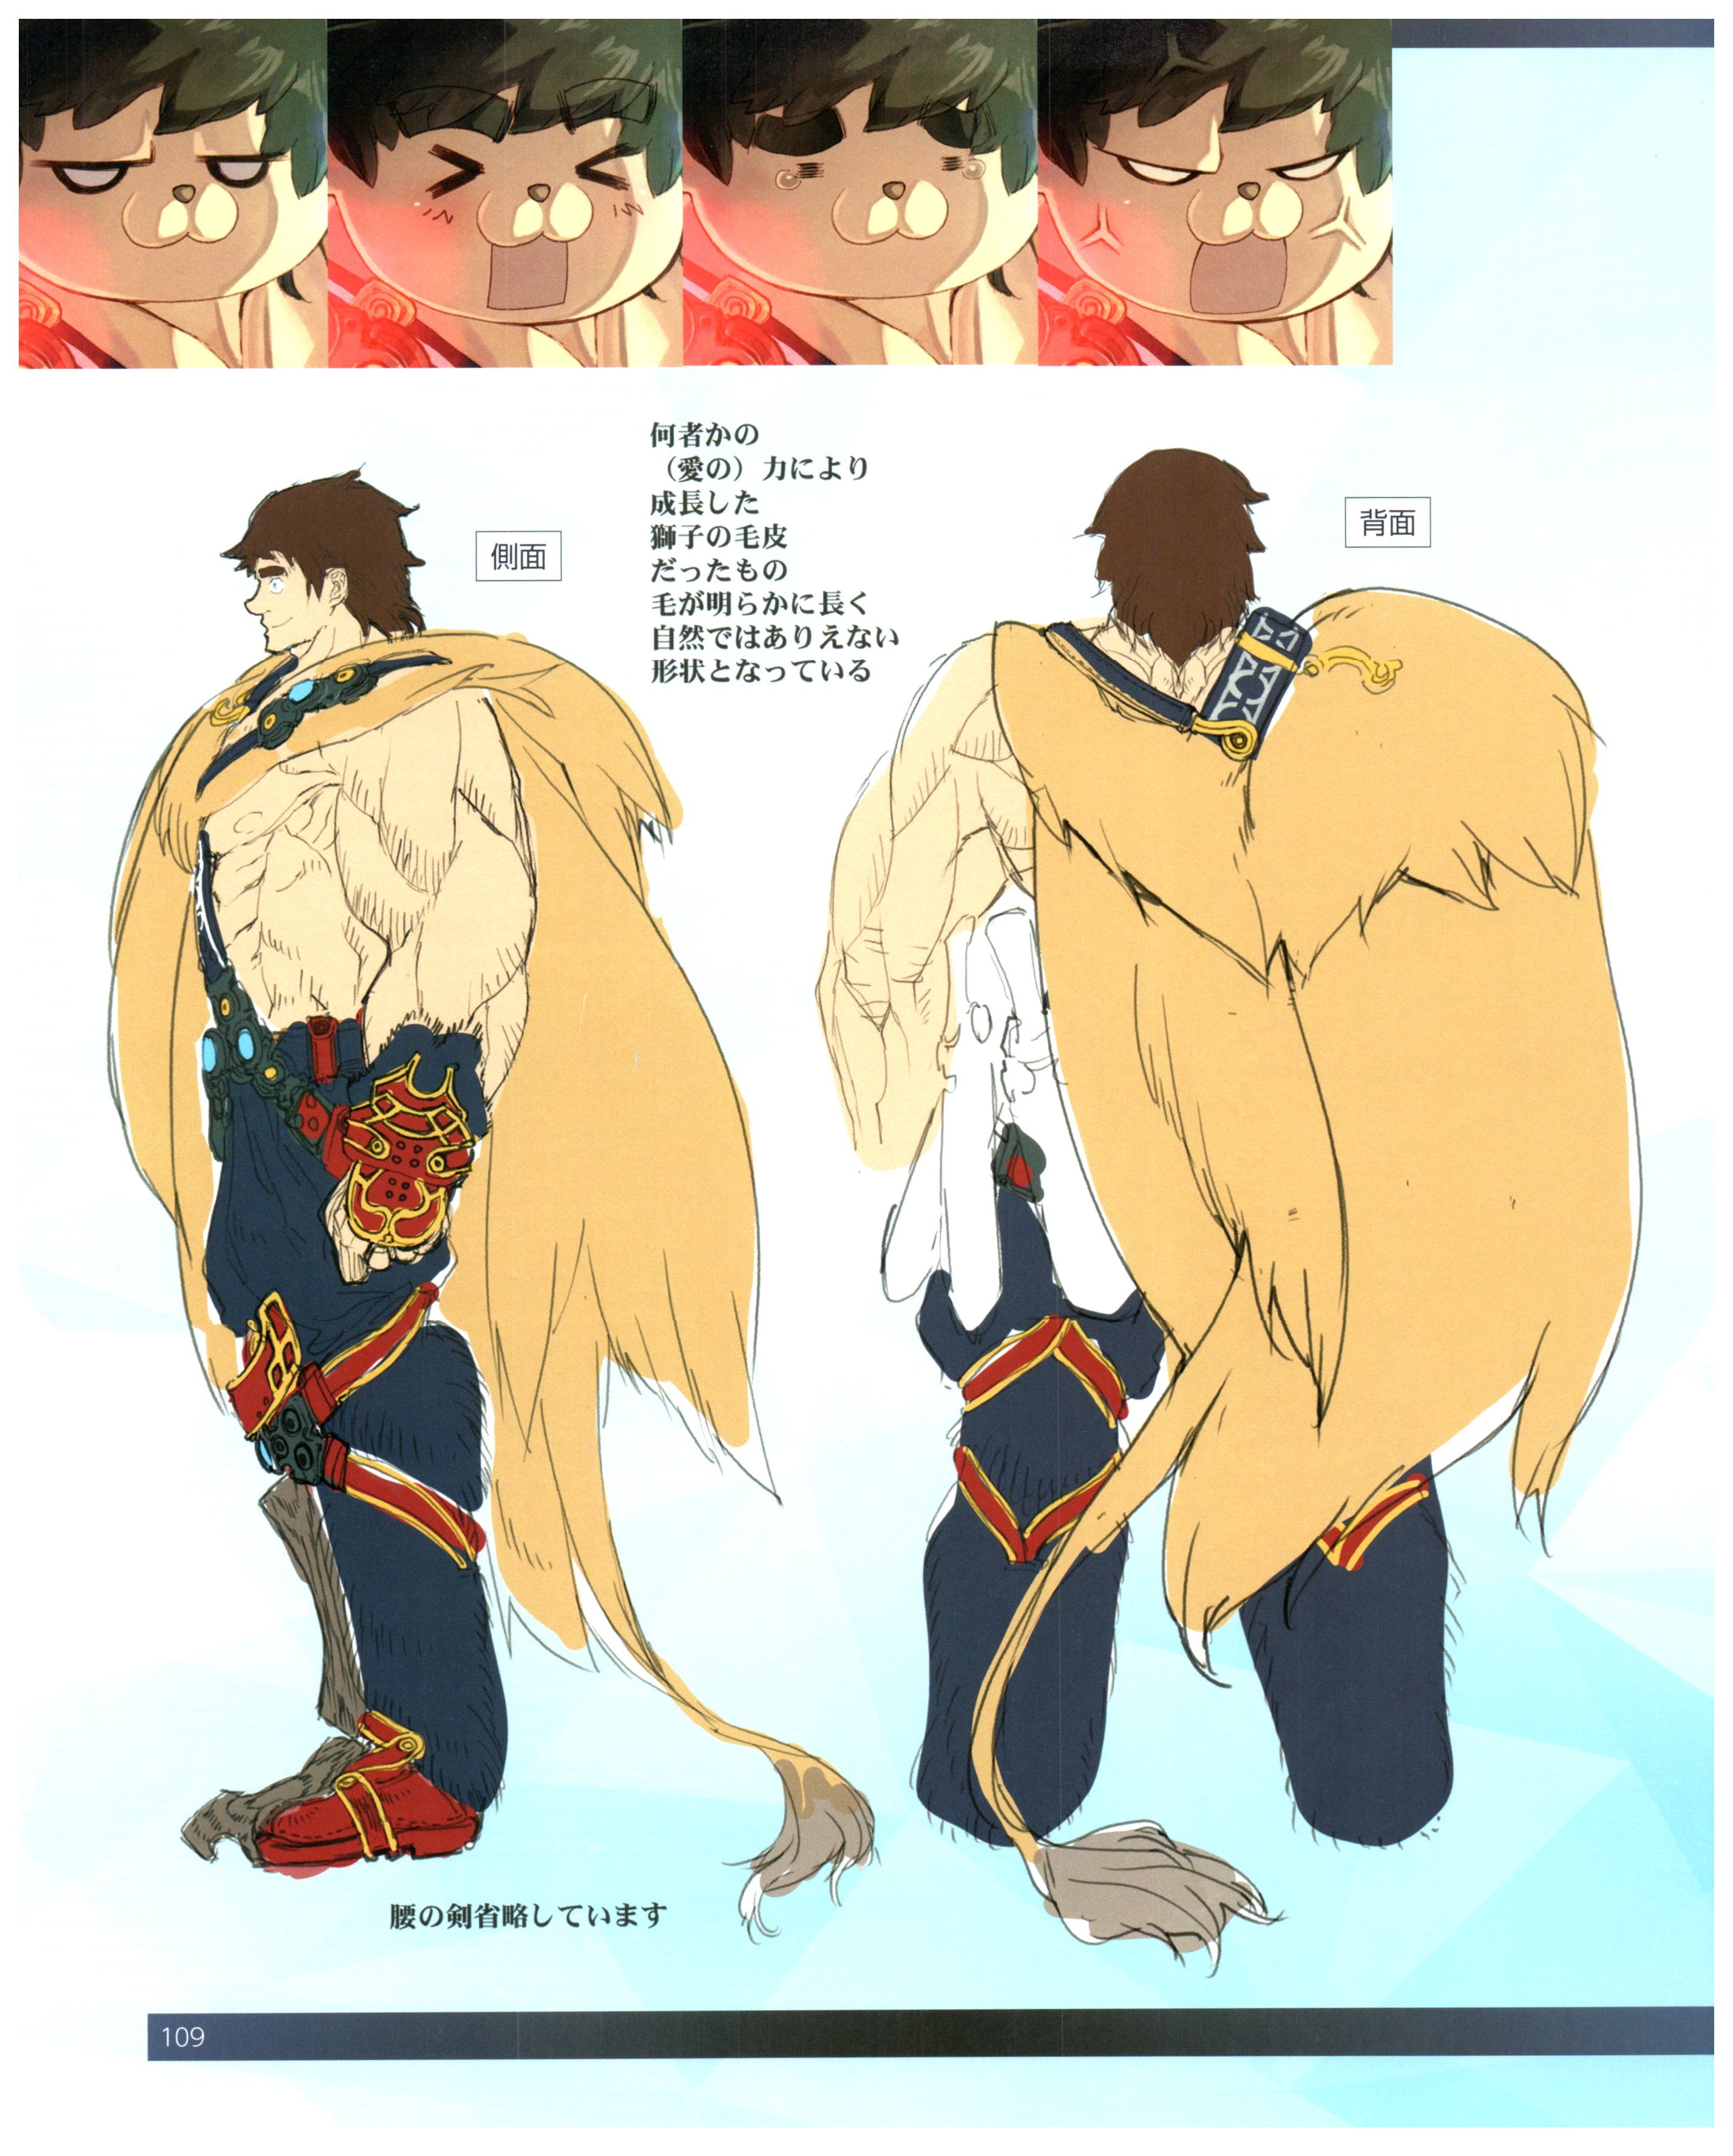 何者かの
（愛の）力により
成長した
獅子の毛皮
だったもの
毛が明らかに長く
自然ではありえない
形状となっている
側面
背面
腰の剣省略しています
109